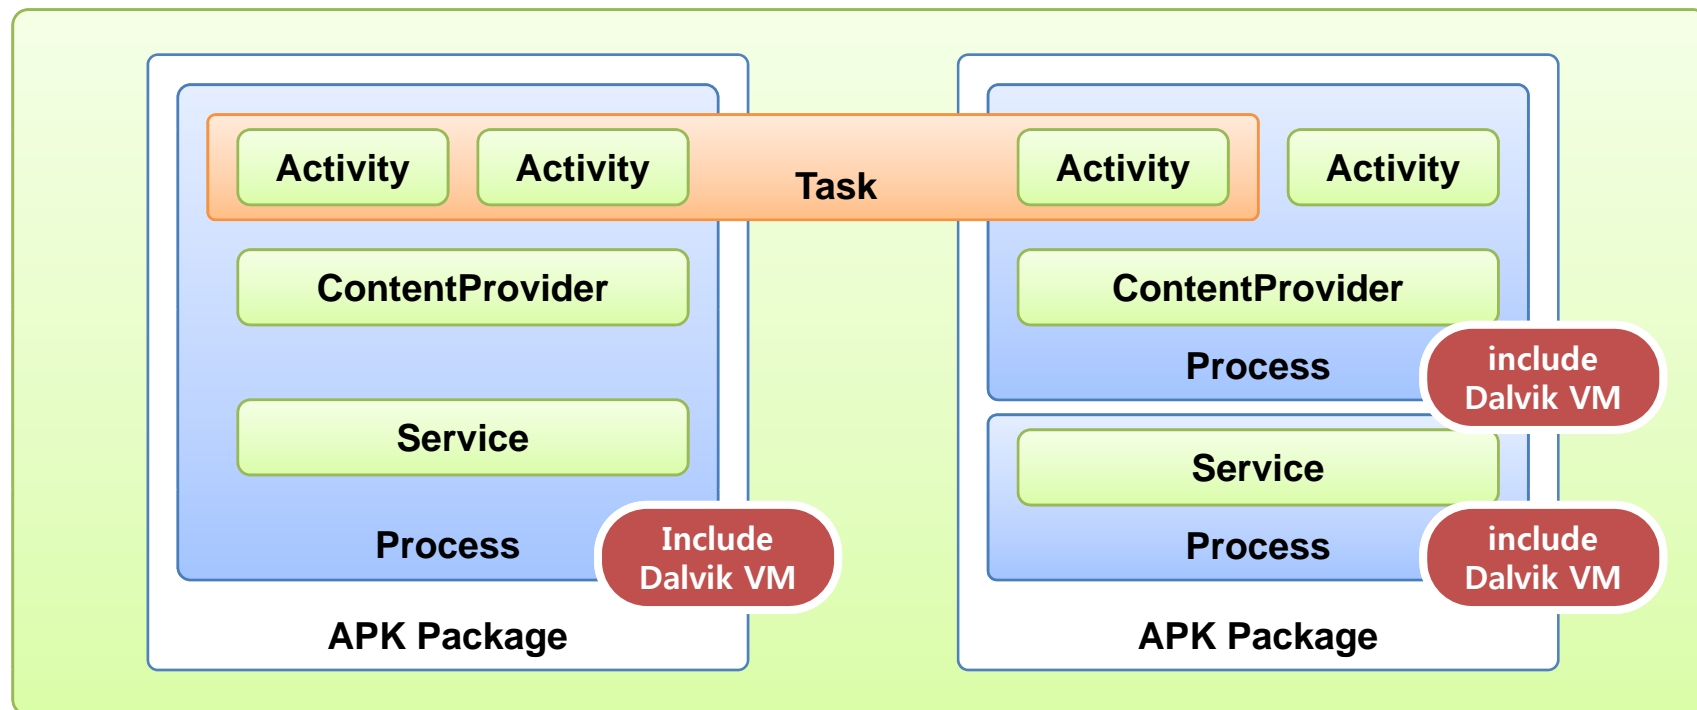 Activity
Activity
Task
Activity
Activity
ContentProvider
ContentProvider
Process
include
Dalvik VM
Service
Service
Process
Include
Dalvik VM
Process
include
Dalvik VM
APK Package
APK Package